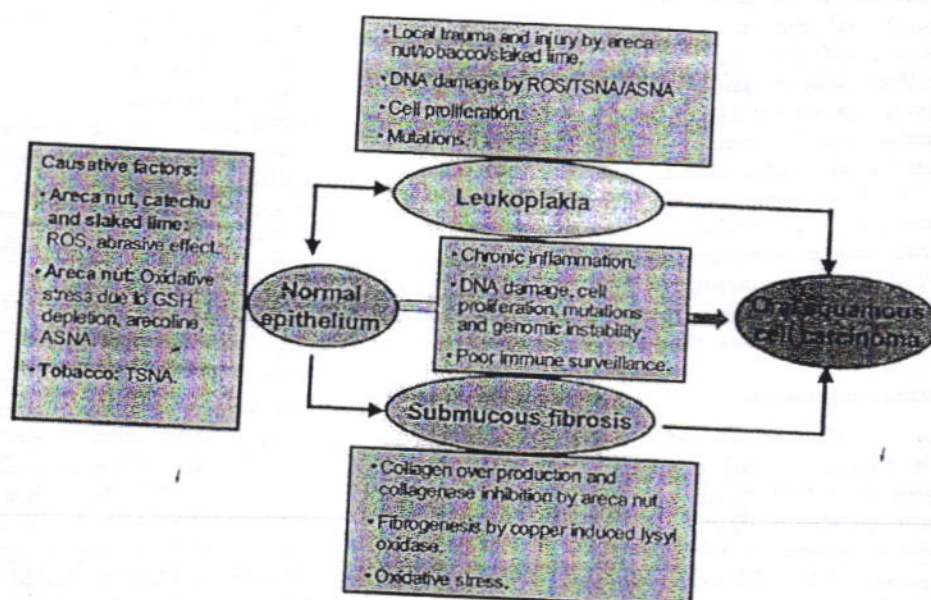 • Local trauma and injury by areca
nut/tobacco/slaked lime.
• DNA damage by ROS/TSNA/ASNA
• Cell proliferation.
• Mutations.
Causative factors:
• Areca nut, catechu
and slaked lime:
ROS, abrasive effect.
• Areca nut: Oxidative
stress due to GSH
depletion, arecoline,
ASNA.
• Tobacco: TSNA.
Leukoplakia
Normal
epithelium
• Chronic inflammation.
• DNA damage, cell
proliferation, mutations
and genomic instability.
• Poor immune surveillance.
Oral squamous
cell carcinoma
Submucous fibrosis
• Collagen over production and
collagenase inhibition by areca nut.
• Fibrogenesis by copper induced lysyl
oxidase.
• Oxidative stress.